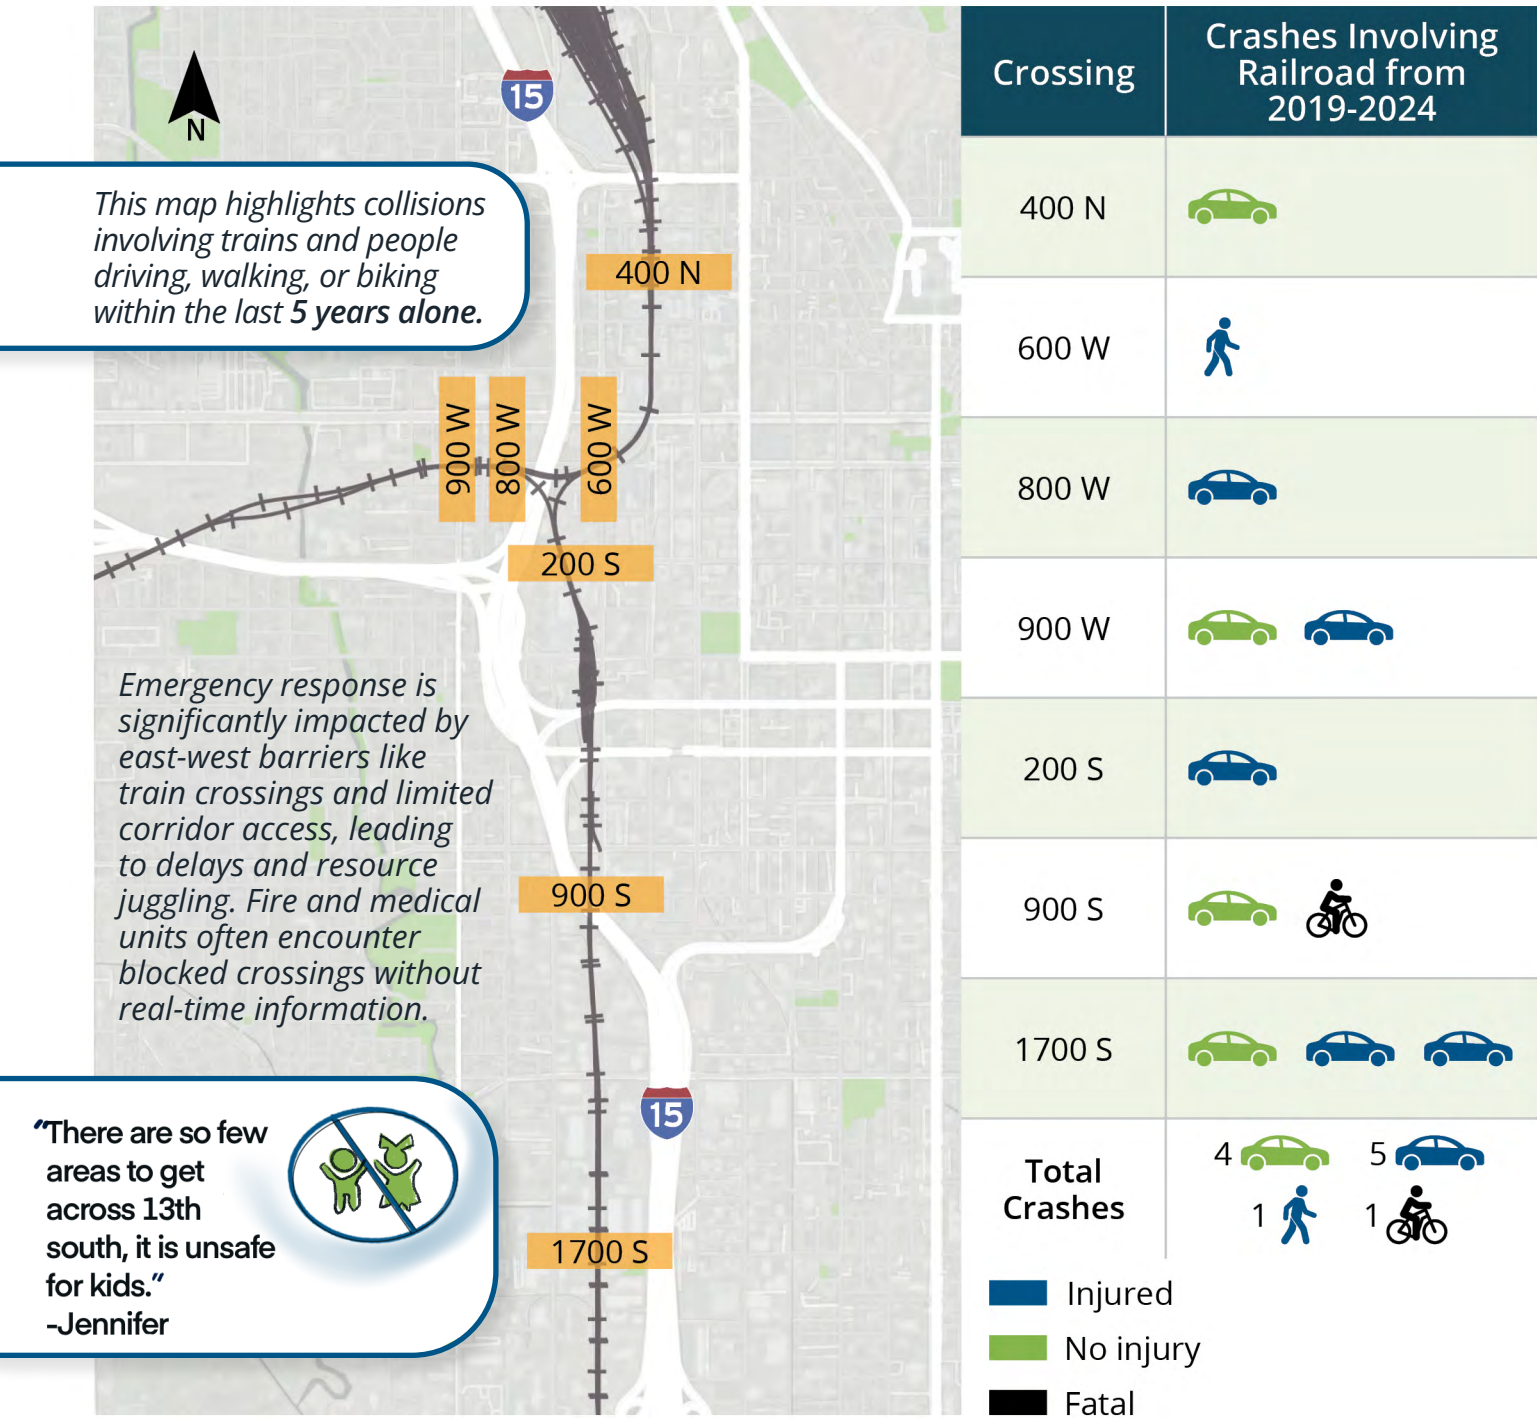 15
N
This map highlights collisions
involving trains and people
driving, walking, or biking
within the last 5 years alone.
400 N
900 W
800 W
600 W
200 S
Emergency response is
significantly impacted by
east-west barriers like
train crossings and limited
corridor access, leading
to delays and resource
juggling. Fire and medical
units often encounter
blocked crossings without
real-time information.
900 S
15
"There are so few
areas to get
across 13th
south, it is unsafe
for kids."
-Jennifer
1700 S
Crossing
Crashes Involving
Railroad from
2019-2024
400 N
600 W
800 W
900 W
200 S
900 S
1700 S
Total
Crashes
4
5
1
1
Injured
No injury
Fatal